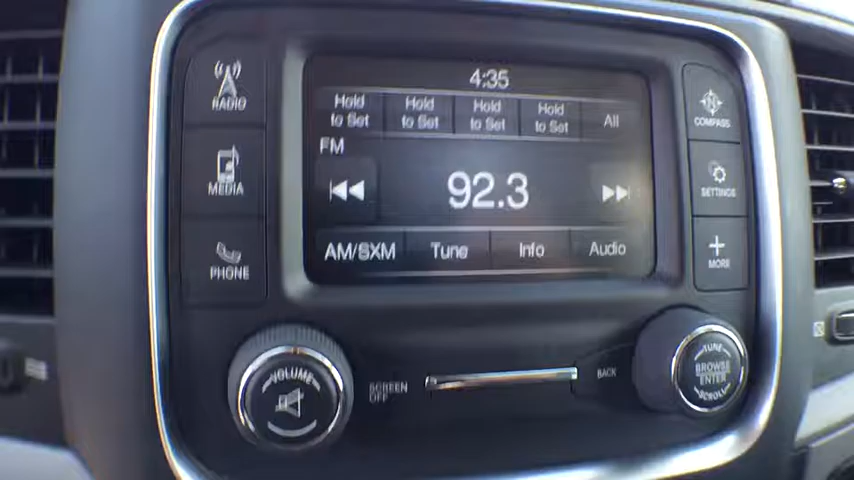 4:35
Hold to Set
Hold to Set
Hold to Set
Hold to Set
All
FM
92.3
AM/SXM
Tune
Info
Audio
RADIO
MEDIA
PHONE
COMPASS
SETTINGS
MORE
VOLUME
SCREEN OFF
BACK
TUNE
BROWSE
ENTER
SCROLL